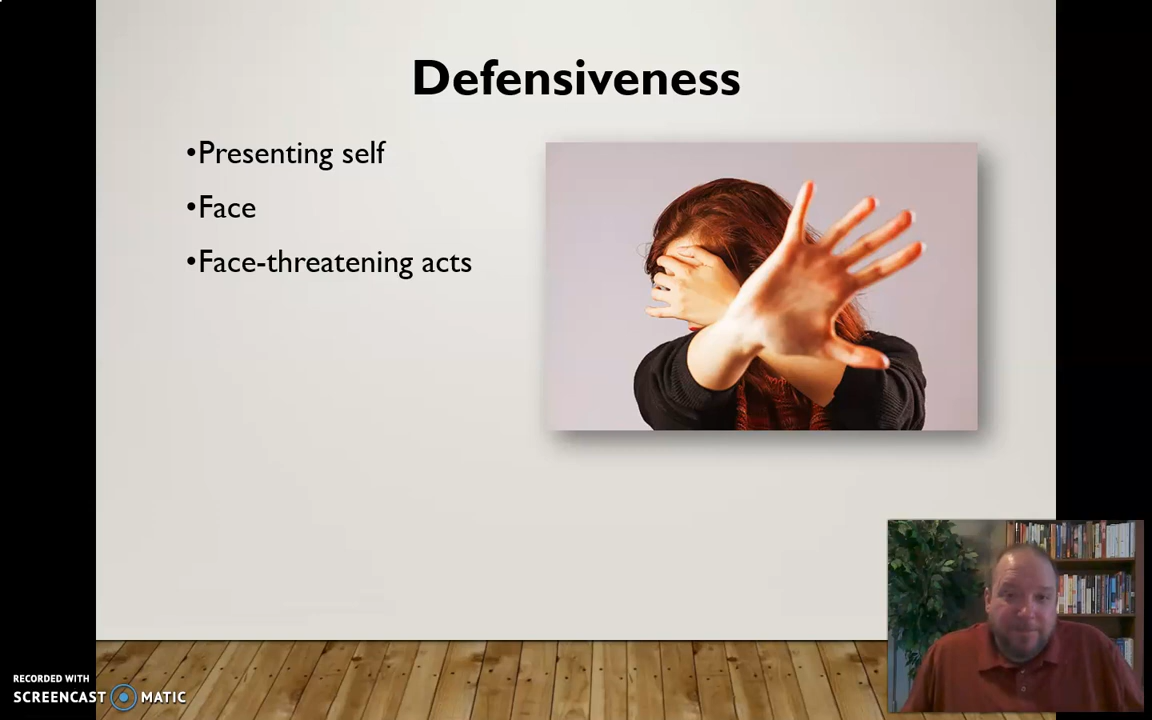 Defensiveness
•Presenting self
•Face
•Face-threatening acts
RECORDED WITH
SCREENCAST MATIC